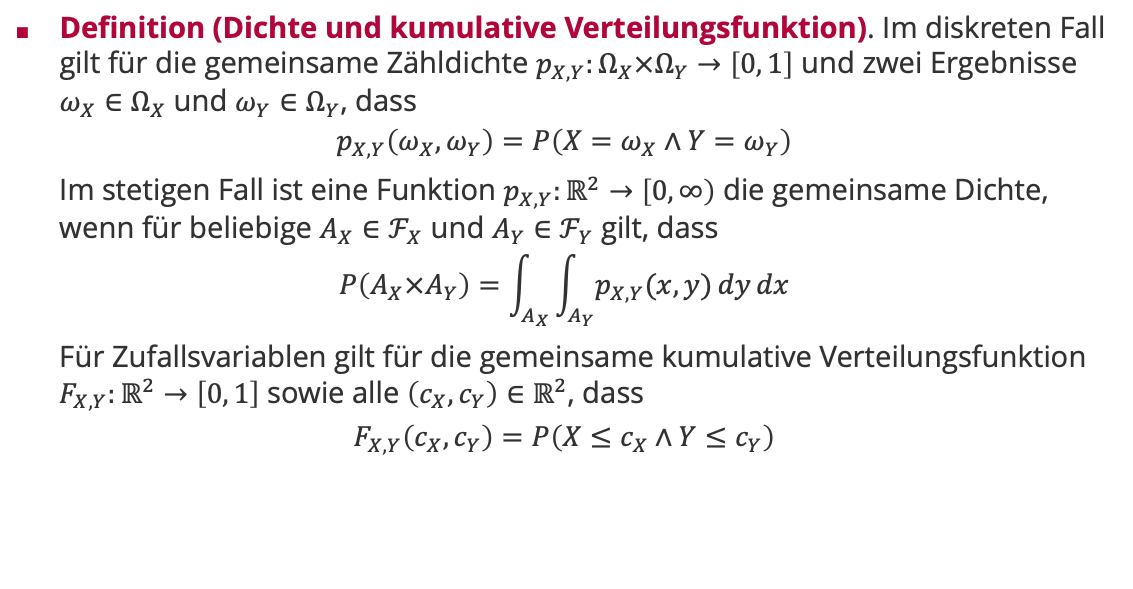 ▪ Definition (Dichte und kumulative Verteilungsfunktion). Im diskreten Fall
gilt für die gemeinsame Zähldichte p_{X,Y}: Ω_X×Ω_Y → [0, 1] und zwei Ergebnisse
ω_X ∈ Ω_X und ω_Y ∈ Ω_Y, dass
p_{X,Y}(ω_X, ω_Y) = P(X = ω_X ∧ Y = ω_Y)
Im stetigen Fall ist eine Funktion p_{X,Y}: ℝ² → [0, ∞) die gemeinsame Dichte,
wenn für beliebige A_X ∈ ℱ_X und A_Y ∈ ℱ_Y gilt, dass
P(A_X×A_Y) = ∫_{A_X} ∫_{A_Y} p_{X,Y}(x, y) dy dx
Für Zufallsvariablen gilt für die gemeinsame kumulative Verteilungsfunktion
F_{X,Y}: ℝ² → [0, 1] sowie alle (c_X, c_Y) ∈ ℝ², dass
F_{X,Y}(c_X, c_Y) = P(X ≤ c_X ∧ Y ≤ c_Y)